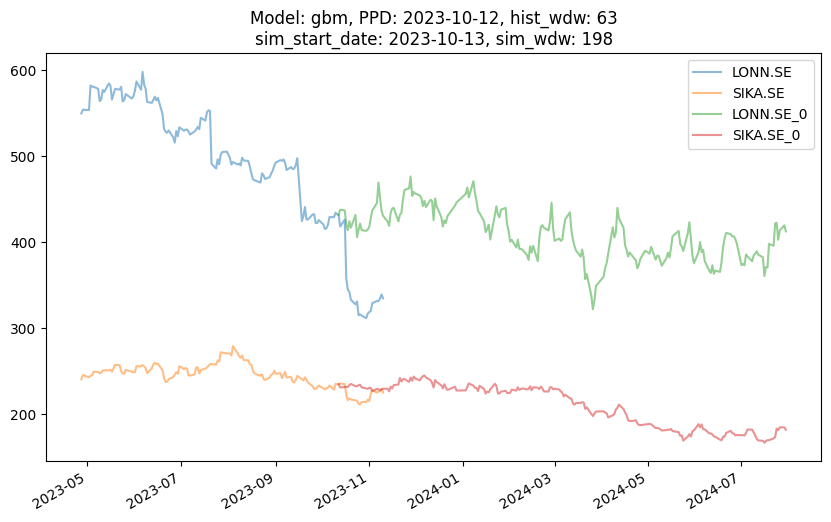 Model: gbm, PPD: 2023-10-12, hist_wdw: 63
sim_start_date: 2023-10-13, sim_wdw: 198
LONN.SE
SIKA.SE
LONN.SE_0
SIKA.SE_0
600
500
400
300
200
2023-05
2023-07
2023-09
2023-11
2024-01
2024-03
2024-05
2024-07